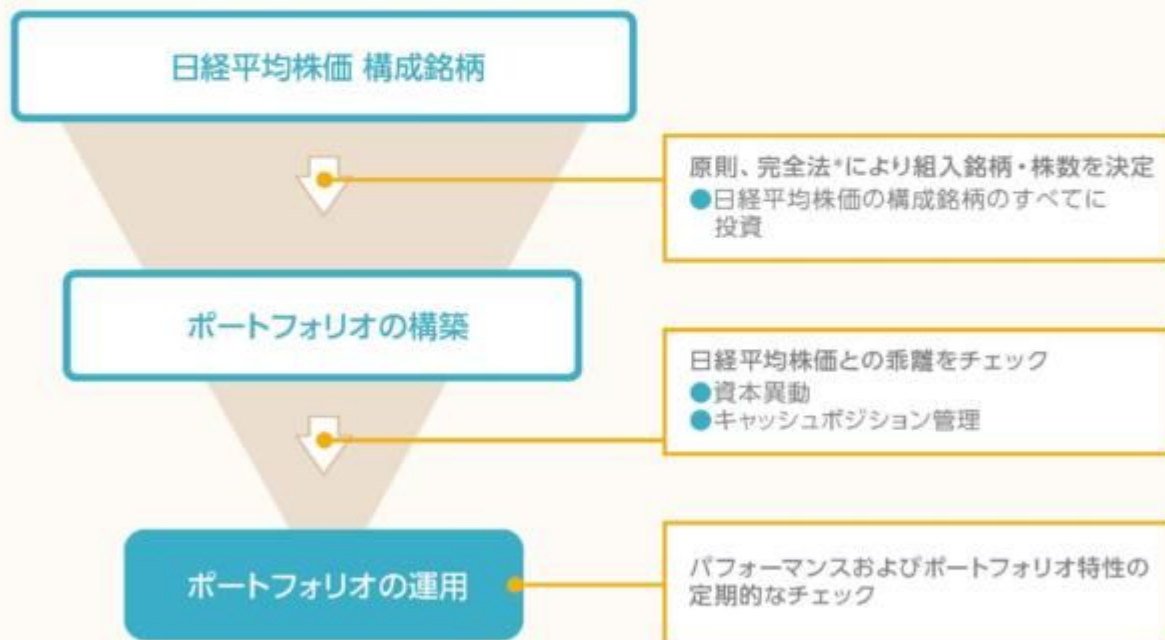 日経平均株価 構成銘柄
原則、完全法*により組入銘柄・株数を決定
●日経平均株価の構成銘柄のすべてに
投資
ポートフォリオの構築
日経平均株価との乖離をチェック
●資本異動
●キャッシュポジション管理
ポートフォリオの運用
パフォーマンスおよびポートフォリオ特性の
定期的なチェック